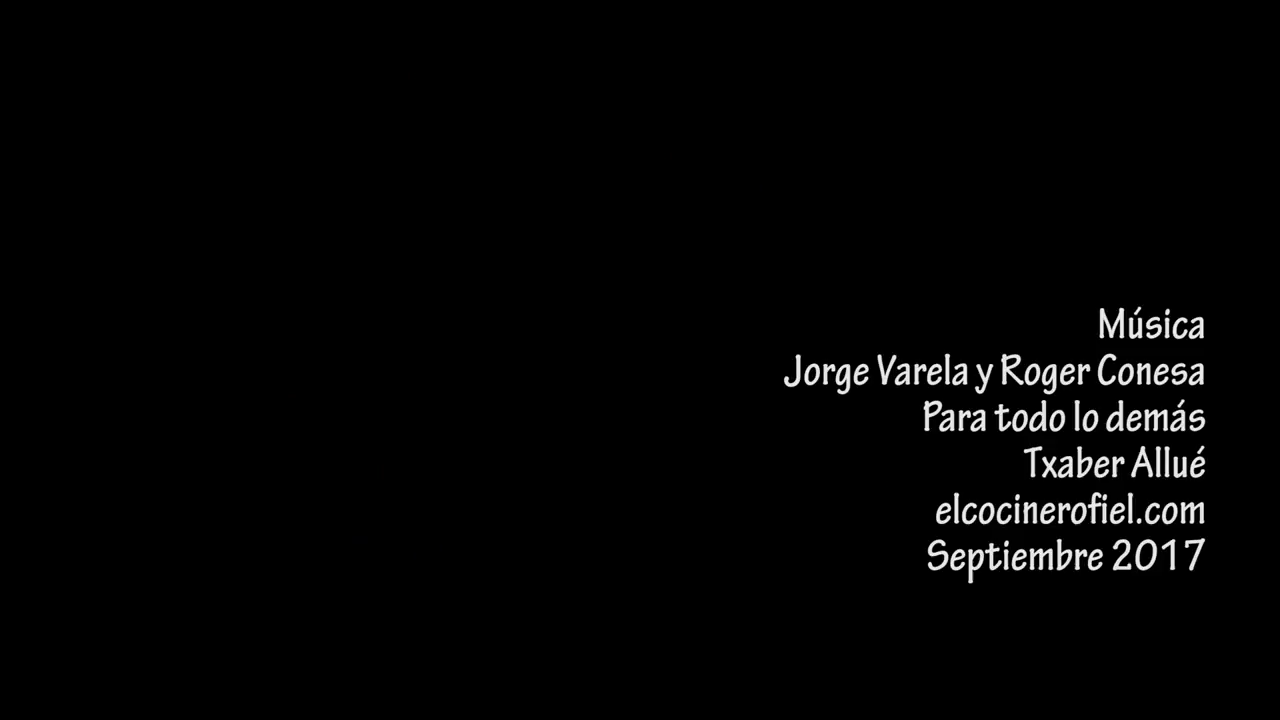 Música
Jorge Varela y Roger Conesa
Para todo lo demás
Txaber Allué
elcocinerofiel.com
Septiembre 2017